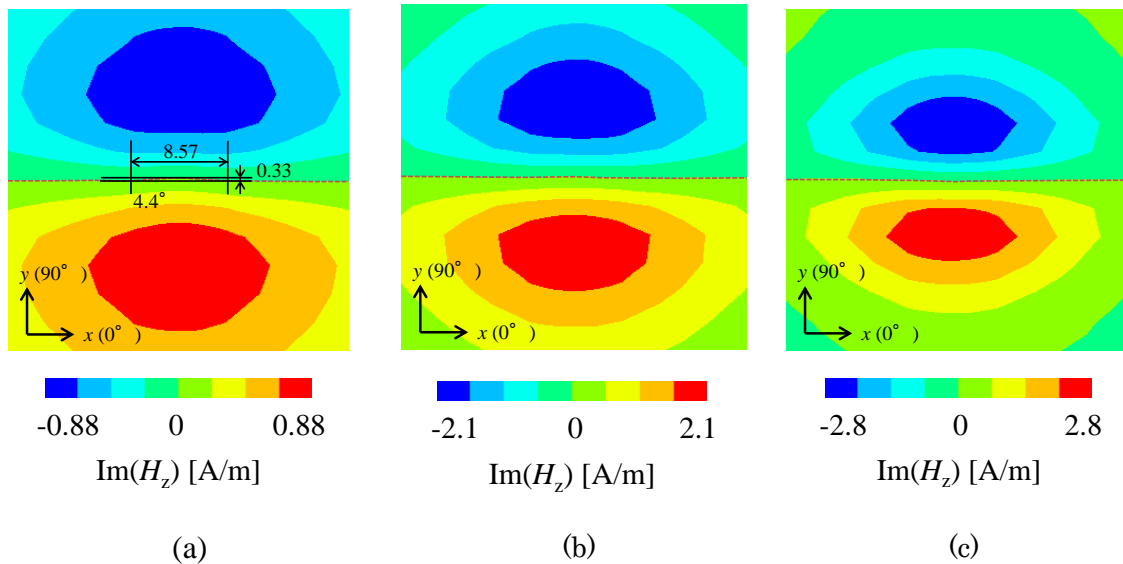 8.57
0.33
4.4°
y (90° )
x (0° )
y (90° )
x (0° )
y (90° )
x (0° )
-0.88 0 0.88
Im(Hz) [A/m]
-2.1 0 2.1
Im(Hz) [A/m]
-2.8 0 2.8
Im(Hz) [A/m]
(a)
(b)
(c)